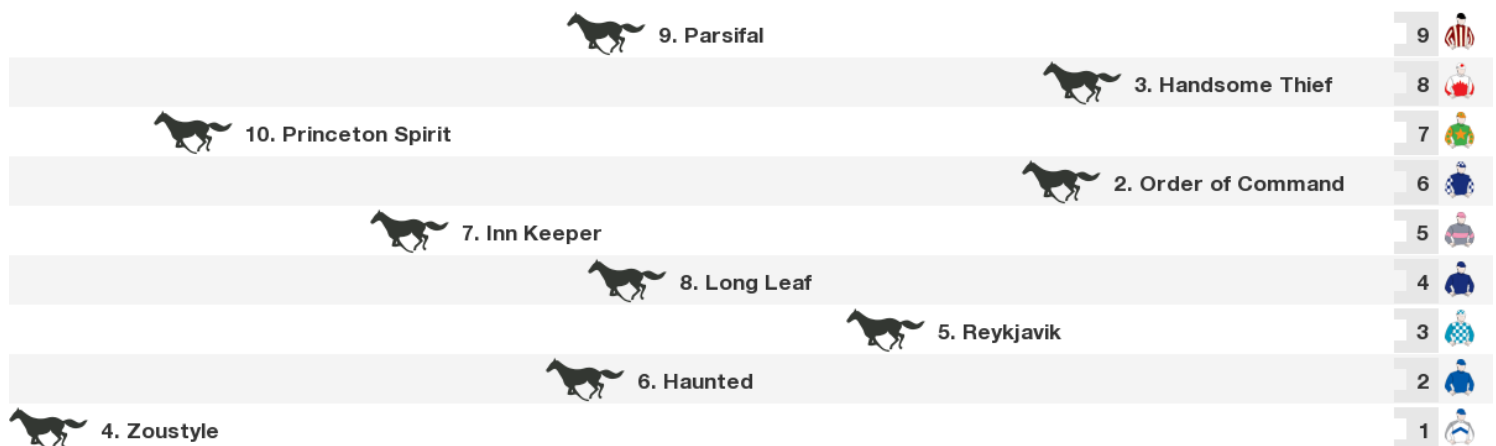 9. Parsifal 9
3. Handsome Thief 8
10. Princeton Spirit 7
2. Order of Command 6
7. Inn Keeper 5
8. Long Leaf 4
5. Reykjavik 3
6. Haunted 2
4. Zoustyle 1